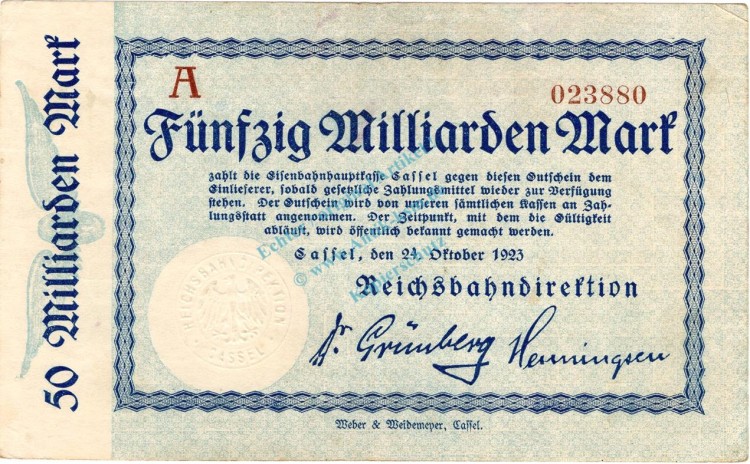 50 Milliarden Mark
A
023880
Fünfzig Milliarden Mark
zahlt die Eisenbahnhauptkasse Cassel gegen diesen Gutschein dem
Einlieferer, sobald gesetzliche Zahlungsmittel wieder zur Verfügung
stehen. Der Gutschein wird von unseren sämtlichen Kassen an Zah-
lungsstatt angenommen. Der Zeitpunkt, mit dem die Gültigkeit
abläuft, wird öffentlich bekannt gemacht werden.
Cassel, den 24. Oktober 1923
Reichsbahndirektion
REICHSBAHNDIREKTION
CASSEL
Dr Grünberg Henningsen
Weber & Weidemeyer, Cassel.